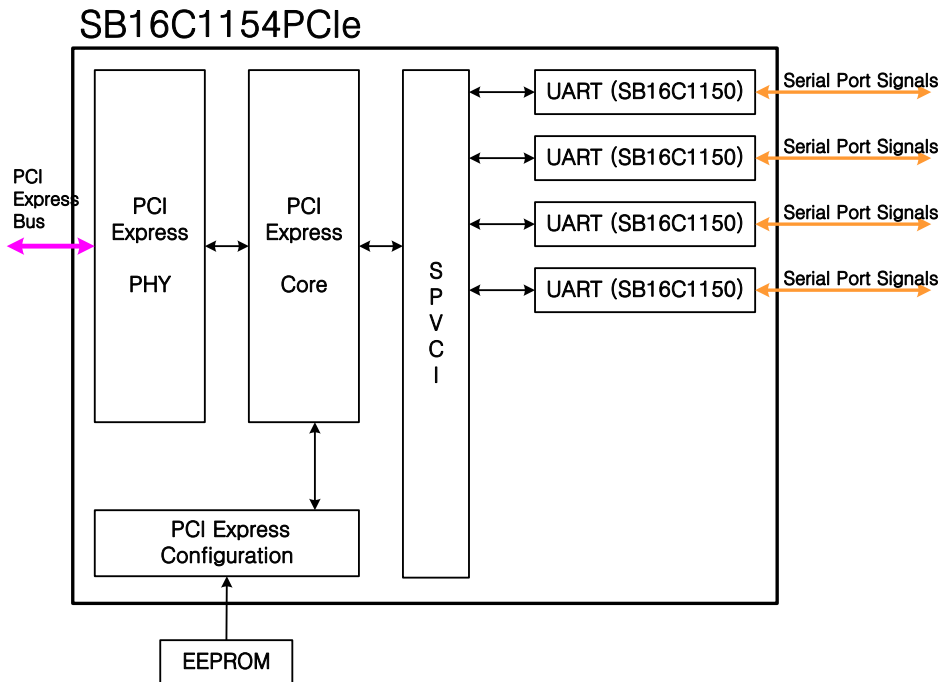 SB16C1154PCIe
PCI
Express
Bus
PCI
Express
PHY
PCI
Express
Core
S
P
V
C
I
UART (SB16C1150)
Serial Port Signals
UART (SB16C1150)
Serial Port Signals
UART (SB16C1150)
Serial Port Signals
UART (SB16C1150)
Serial Port Signals
PCI Express
Configuration
EEPROM